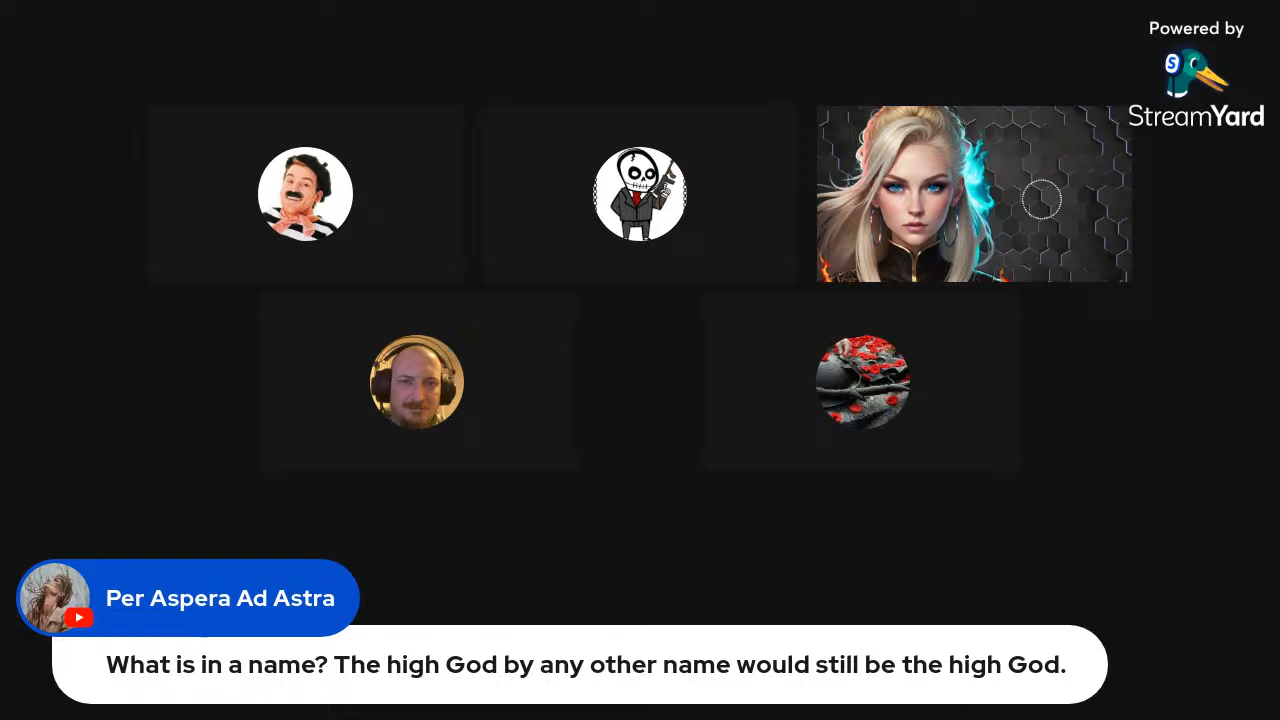 Powered by
S
StreamYard
Per Aspera Ad Astra
What is in a name? The high God by any other name would still be the high God.